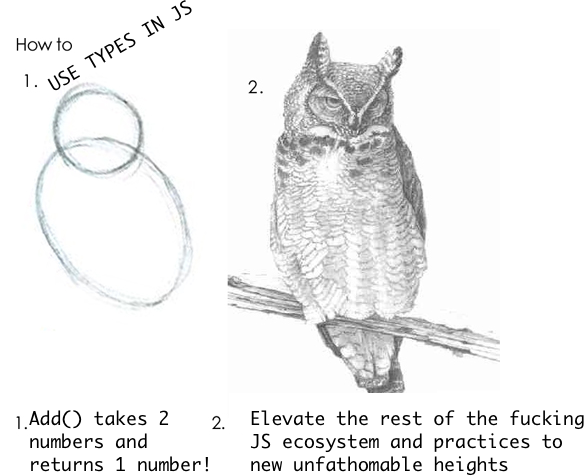 How to USE TYPES IN JS
1.
2.
1. Add() takes 2
numbers and
returns 1 number!
2. Elevate the rest of the fucking
JS ecosystem and practices to
new unfathomable heights